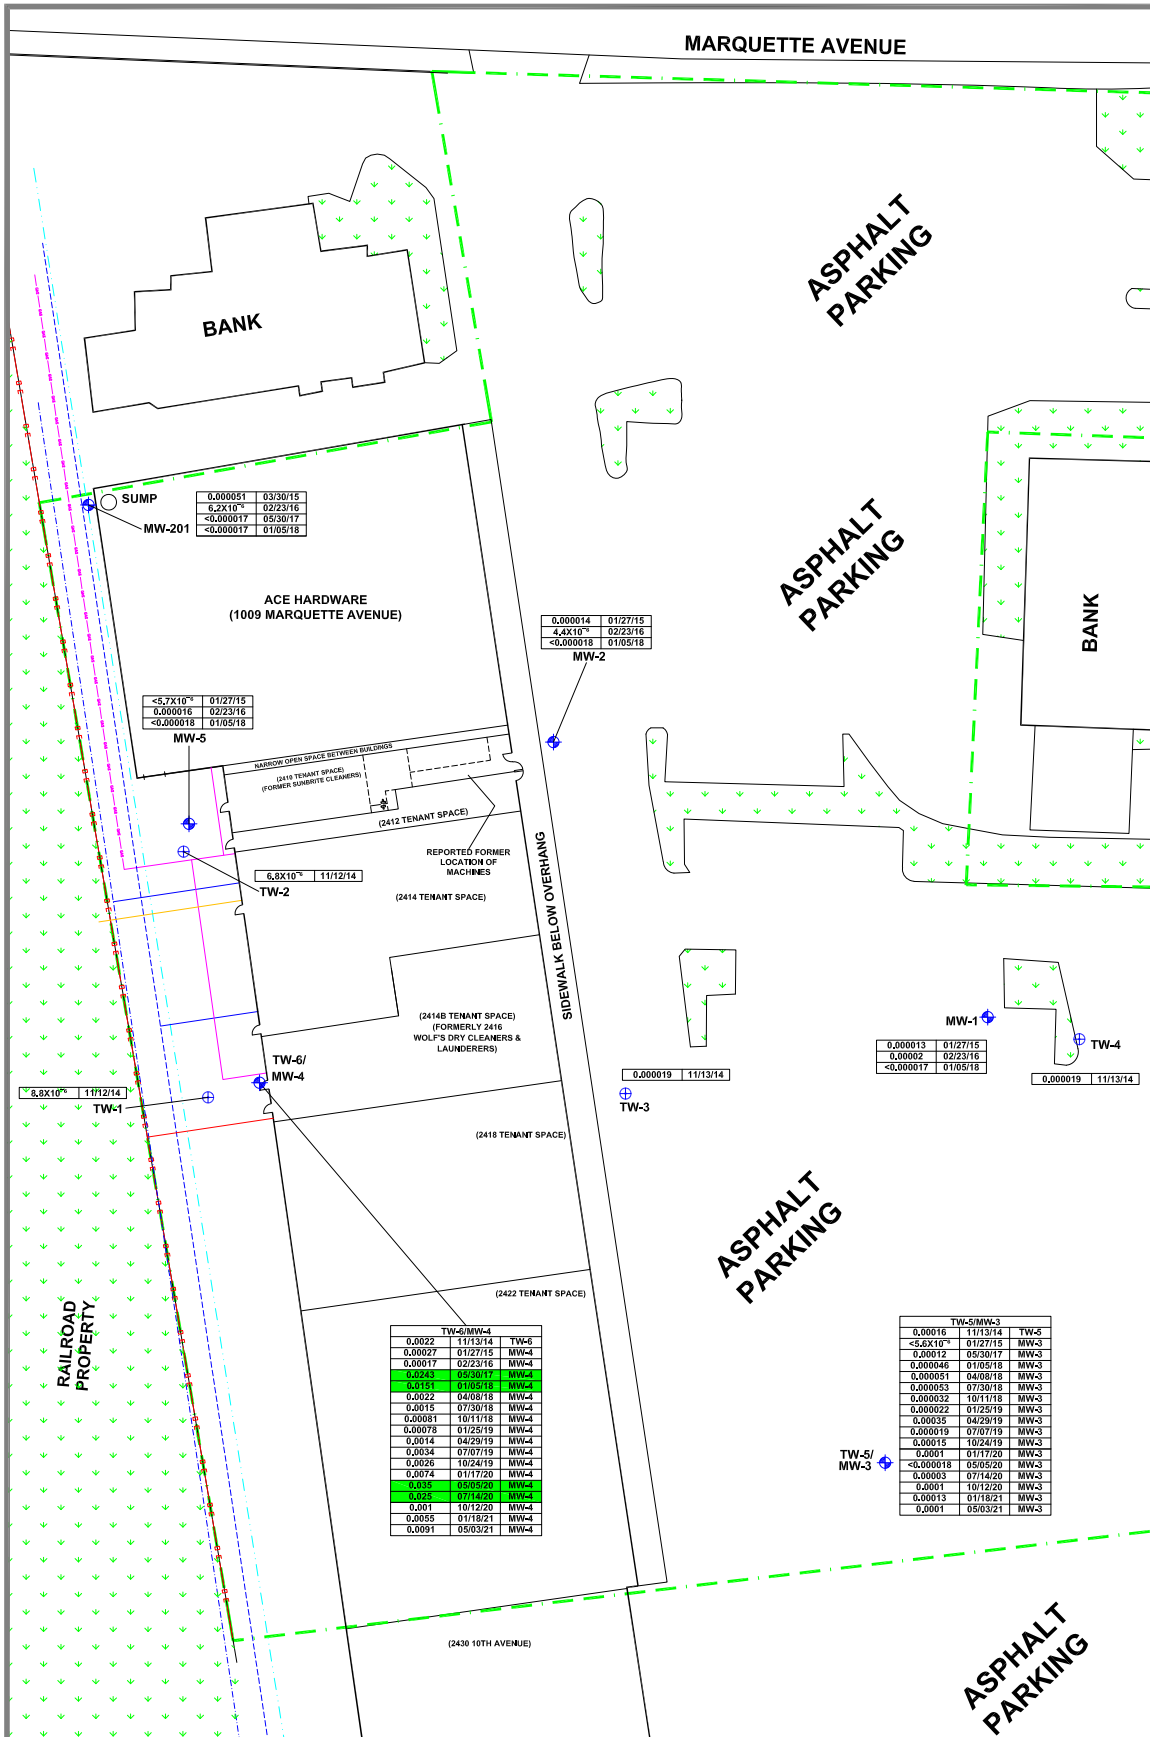 MARQUETTE AVENUE
ASPHALT
PARKING
BANK
SUMP
MW-201
0.000051 03/30/15
6.2X10⁻⁶ 02/23/16
<0.000017 05/30/17
<0.000017 01/05/18
ASPHALT
PARKING
BANK
ACE HARDWARE
(1009 MARQUETTE AVENUE)
0.000014 01/27/15
4.4X10⁻⁶ 02/23/16
<0.000018 01/05/18
MW-2
<5.7X10⁻⁶ 01/27/15
0.000016 02/23/16
<0.000018 01/05/18
MW-5
NARROW OPEN SPACE BETWEEN BUILDINGS
(2410 TENANT SPACE)
(FORMER SUNBRITE CLEANERS)
(2412 TENANT SPACE)
REPORTED FORMER
LOCATION OF
MACHINES
6.8X10⁻⁶ 11/12/14
TW-2
(2414 TENANT SPACE)
SIDEWALK BELOW OVERHANG
(2414B TENANT SPACE)
(FORMERLY 2416
WOLF'S DRY CLEANERS &
LAUNDERERS)
MW-1
0.000013 01/27/15
0.00002 02/23/16
<0.000017 01/05/18
TW-4
0.000019 11/13/14
TW-6/
MW-4
0.000019 11/13/14
TW-3
8.8X10⁻⁶ 11/12/14
TW-1
(2418 TENANT SPACE)
ASPHALT
PARKING
(2422 TENANT SPACE)
RAILROAD
PROPERTY
TW-6/MW-4
0.0022 11/13/14 TW-6
0.00027 01/27/15 MW-4
0.00017 02/23/16 MW-4
0.0243 05/30/17 MW-4
0.0151 01/05/18 MW-4
0.0022 04/08/18 MW-4
0.0015 07/30/18 MW-4
0.00081 10/11/18 MW-4
0.00078 01/25/19 MW-4
0.0014 04/29/19 MW-4
0.0034 07/07/19 MW-4
0.0026 10/24/19 MW-4
0.0074 01/17/20 MW-4
0.035 05/05/20 MW-4
0.025 07/14/20 MW-4
0.001 10/12/20 MW-4
0.0055 01/18/21 MW-4
0.0091 05/03/21 MW-4
TW-5/MW-3
0.00016 11/13/14 TW-5
<5.6X10⁻⁶ 01/27/15 MW-3
0.00012 05/30/17 MW-3
0.000046 01/05/18 MW-3
0.000051 04/08/18 MW-3
0.000053 07/30/18 MW-3
0.000032 10/11/18 MW-3
0.000022 01/25/19 MW-3
0.00035 04/29/19 MW-3
0.000019 07/07/19 MW-3
0.00015 10/24/19 MW-3
0.0001 01/17/20 MW-3
<0.000018 05/05/20 MW-3
0.00003 07/14/20 MW-3
0.0001 10/12/20 MW-3
0.00013 01/18/21 MW-3
0.0001 05/03/21 MW-3
TW-5/
MW-3
(2430 10TH AVENUE)
ASPHALT
PARKING